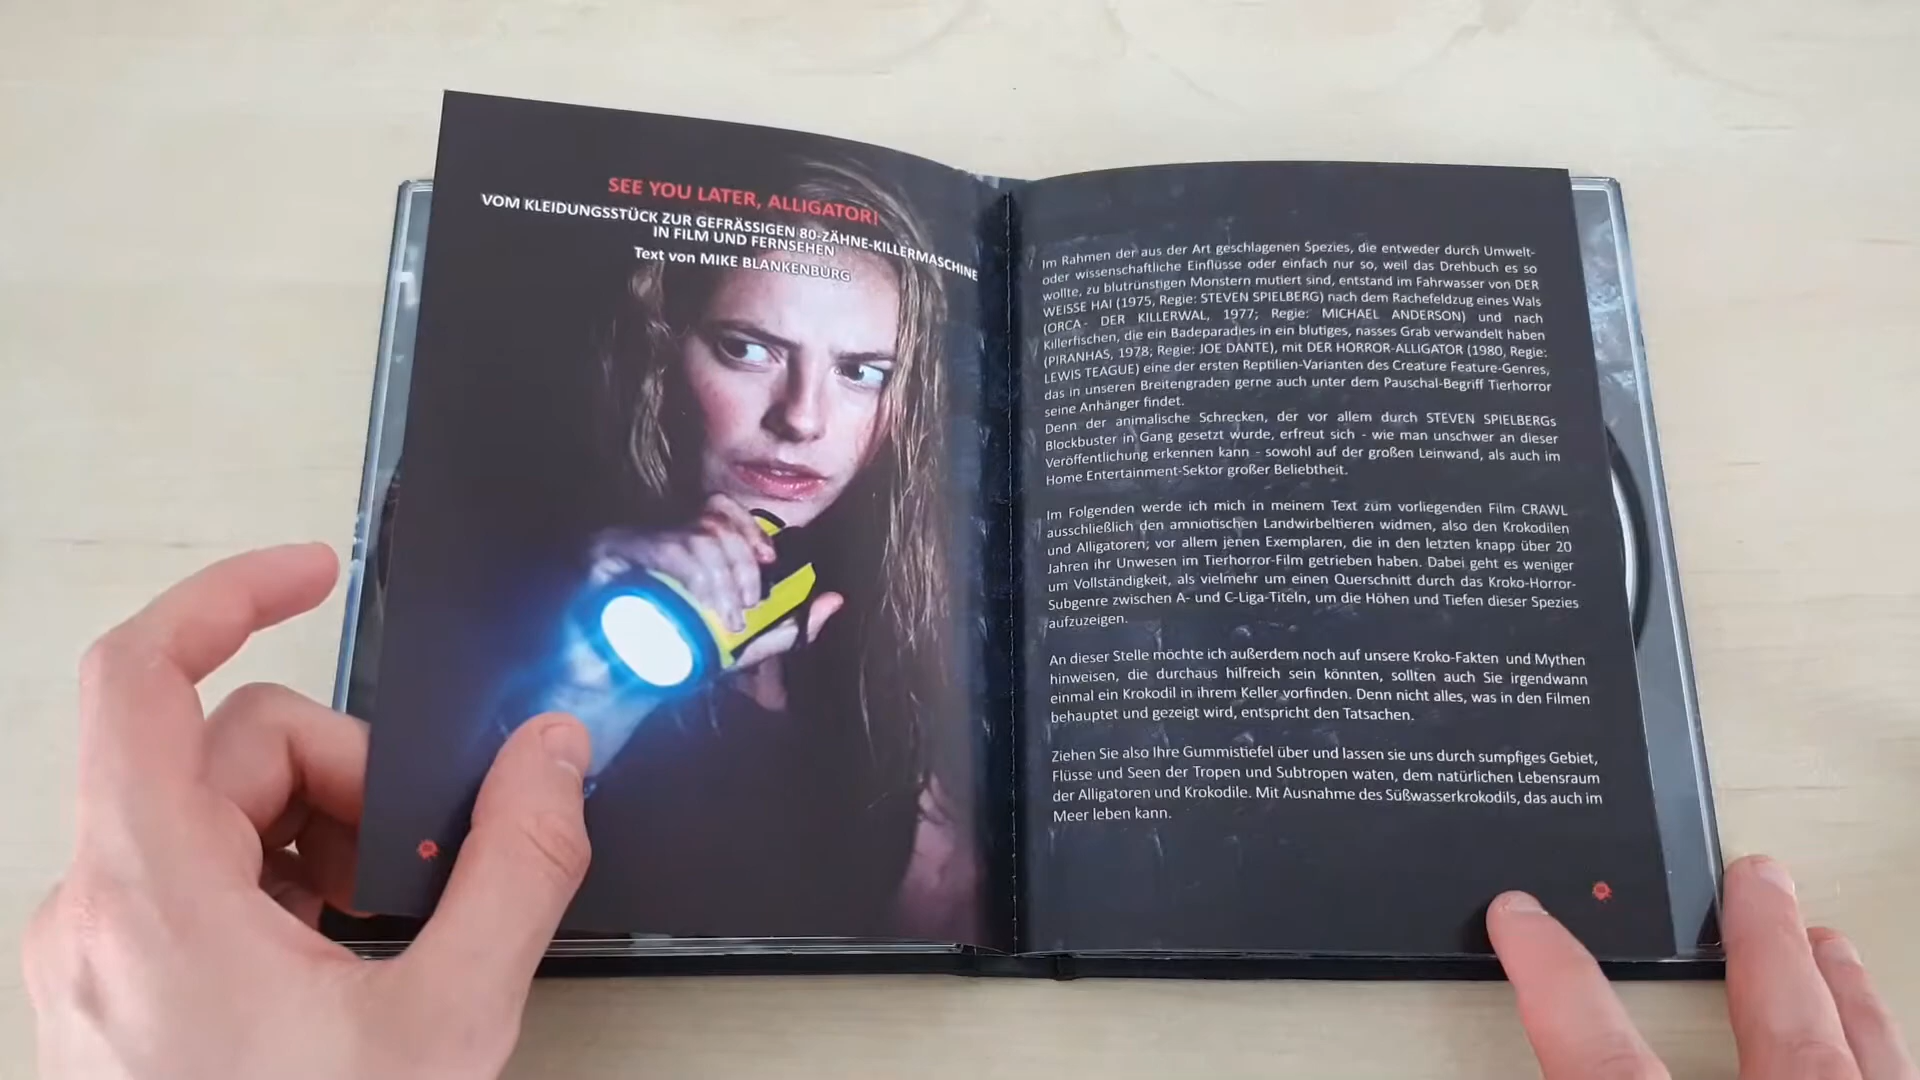 SEE YOU LATER, ALLIGATOR!
VOM KLEIDUNGSSTÜCK ZUR GEFRÄSSIGEN 80-ZÄHNE-KILLERMASCHINE
IN FILM UND FERNSEHEN
Text von MIKE BLANKENBURG
Im Rahmen der aus der Art geschlagenen Spezies, die entweder durch Umwelt-
oder wissenschaftliche Einflüsse oder einfach nur so, weil das Drehbuch es so
wollte, zu blutrünstigen Monstern mutiert sind, entstand im Fahrwasser von DER
WEISSE HAI (1975, Regie: STEVEN SPIELBERG) nach dem Rachefeldzug eines Wals
(ORCA - DER KILLERWAL, 1977; Regie: MICHAEL ANDERSON) und nach
Killerfischen, die ein Badeparadies in ein blutiges, nasses Grab verwandelt haben
(PIRANHAS, 1978; Regie: JOE DANTE), mit DER HORROR-ALLIGATOR (1980, Regie:
LEWIS TEAGUE) eine der ersten Reptilien-Varianten des Creature Feature-Genres,
das in unseren Breitengraden gerne auch unter dem Pauschal-Begriff Tierhorror
seine Anhänger findet.
Denn der animalische Schrecken, der vor allem durch STEVEN SPIELBERGs
Blockbuster in Gang gesetzt wurde, erfreut sich - wie man unschwer an dieser
Veröffentlichung erkennen kann - sowohl auf der großen Leinwand, als auch im
Home Entertainment-Sektor großer Beliebtheit.
Im Folgenden werde ich mich in meinem Text zum vorliegenden Film CRAWL
ausschließlich den amniotischen Landwirbeltieren widmen, also den Krokodilen
und Alligatoren; vor allem jenen Exemplaren, die in den letzten knapp über 20
Jahren ihr Unwesen im Tierhorror-Film getrieben haben. Dabei geht es weniger
um Vollständigkeit, als vielmehr um einen Querschnitt durch das Kroko-Horror-
Subgenre zwischen A- und C-Liga-Titeln, um die Höhen und Tiefen dieser Spezies
aufzuzeigen.
An dieser Stelle möchte ich außerdem noch auf unsere Kroko-Fakten und Mythen
hinweisen, die durchaus hilfreich sein könnten, sollten auch Sie irgendwann
einmal ein Krokodil in ihrem Keller vorfinden. Denn nicht alles, was in den Filmen
behauptet und gezeigt wird, entspricht den Tatsachen.
Ziehen Sie also Ihre Gummistiefel über und lassen sie uns durch sumpfiges Gebiet,
Flüsse und Seen der Tropen und Subtropen waten, dem natürlichen Lebensraum
der Alligatoren und Krokodile. Mit Ausnahme des Süßwasserkrokodils, das auch im
Meer leben kann.